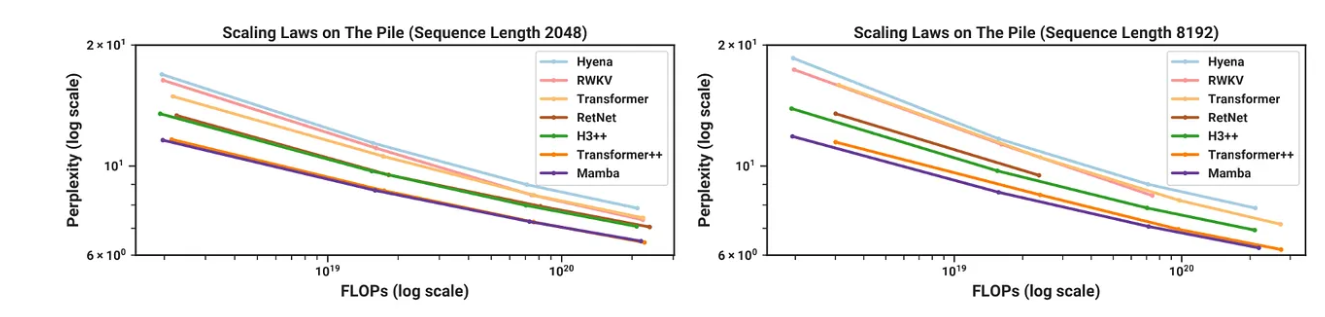 Scaling Laws on The Pile (Sequence Length 2048)
2 × 10¹
10¹
6 × 10⁰
Perplexity (log scale)
Hyena
RWKV
Transformer
RetNet
H3++
Transformer++
Mamba
10¹⁹
10²⁰
FLOPs (log scale)
Scaling Laws on The Pile (Sequence Length 8192)
2 × 10¹
10¹
6 × 10⁰
Perplexity (log scale)
Hyena
RWKV
Transformer
RetNet
H3++
Transformer++
Mamba
10¹⁹
10²⁰
FLOPs (log scale)